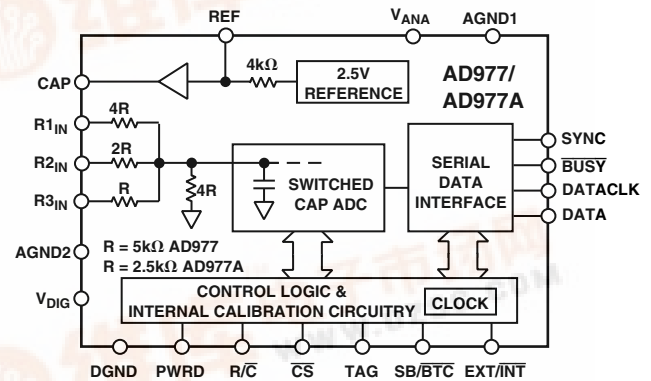 REF
VANA
AGND1
4kΩ
2.5V
REFERENCE
AD977/
AD977A
CAP
R1IN
4R
R2IN
2R
R3IN
R
4R
SWITCHED
CAP ADC
SERIAL
DATA
INTERFACE
SYNC
BUSY
DATACLK
DATA
AGND2
R = 5kΩ AD977
R = 2.5kΩ AD977A
VDIG
CONTROL LOGIC &
INTERNAL CALIBRATION CIRCUITRY
CLOCK
DGND PWRD R/C CS TAG SB/BTC EXT/INT